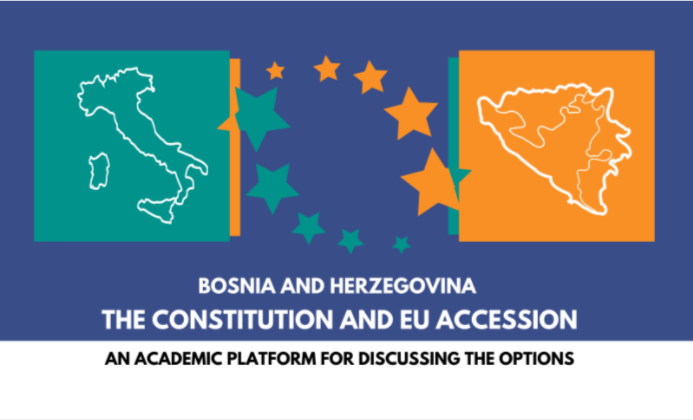 BOSNIA AND HERZEGOVINA
THE CONSTITUTION AND EU ACCESSION
AN ACADEMIC PLATFORM FOR DISCUSSING THE OPTIONS